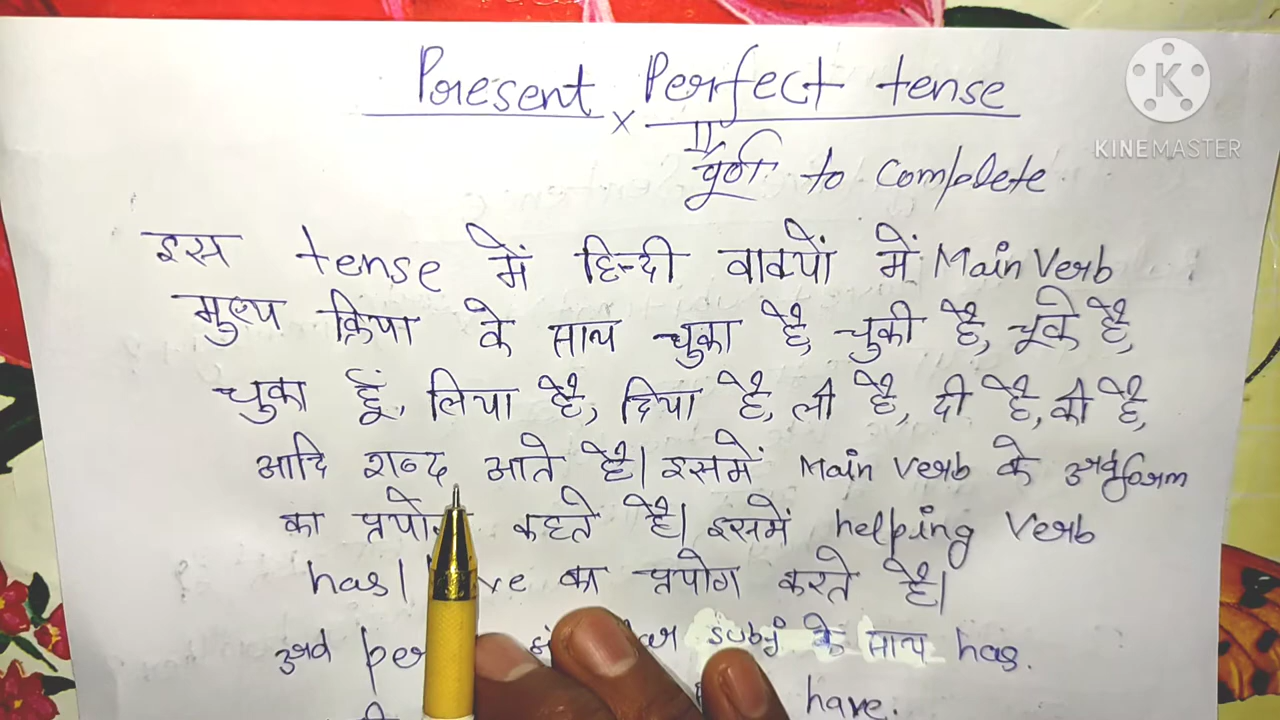 Present Perfect tense
पूर्ण to complete
KINEMASTER
इस tense में हिन्दी वाक्यों में Main Verb
मुख्य क्रिया के साथ चुका है, चुकी है, चूके है,
चुका हूं, लिया है, दिया है, ली है, दी है, की है,
आदि शब्द आते है। इसमें Main Verb के 3rd form
का कहते है। इसमें helping Verb
has का प्रयोग करते है।
3rd subj के साथ has.
have.